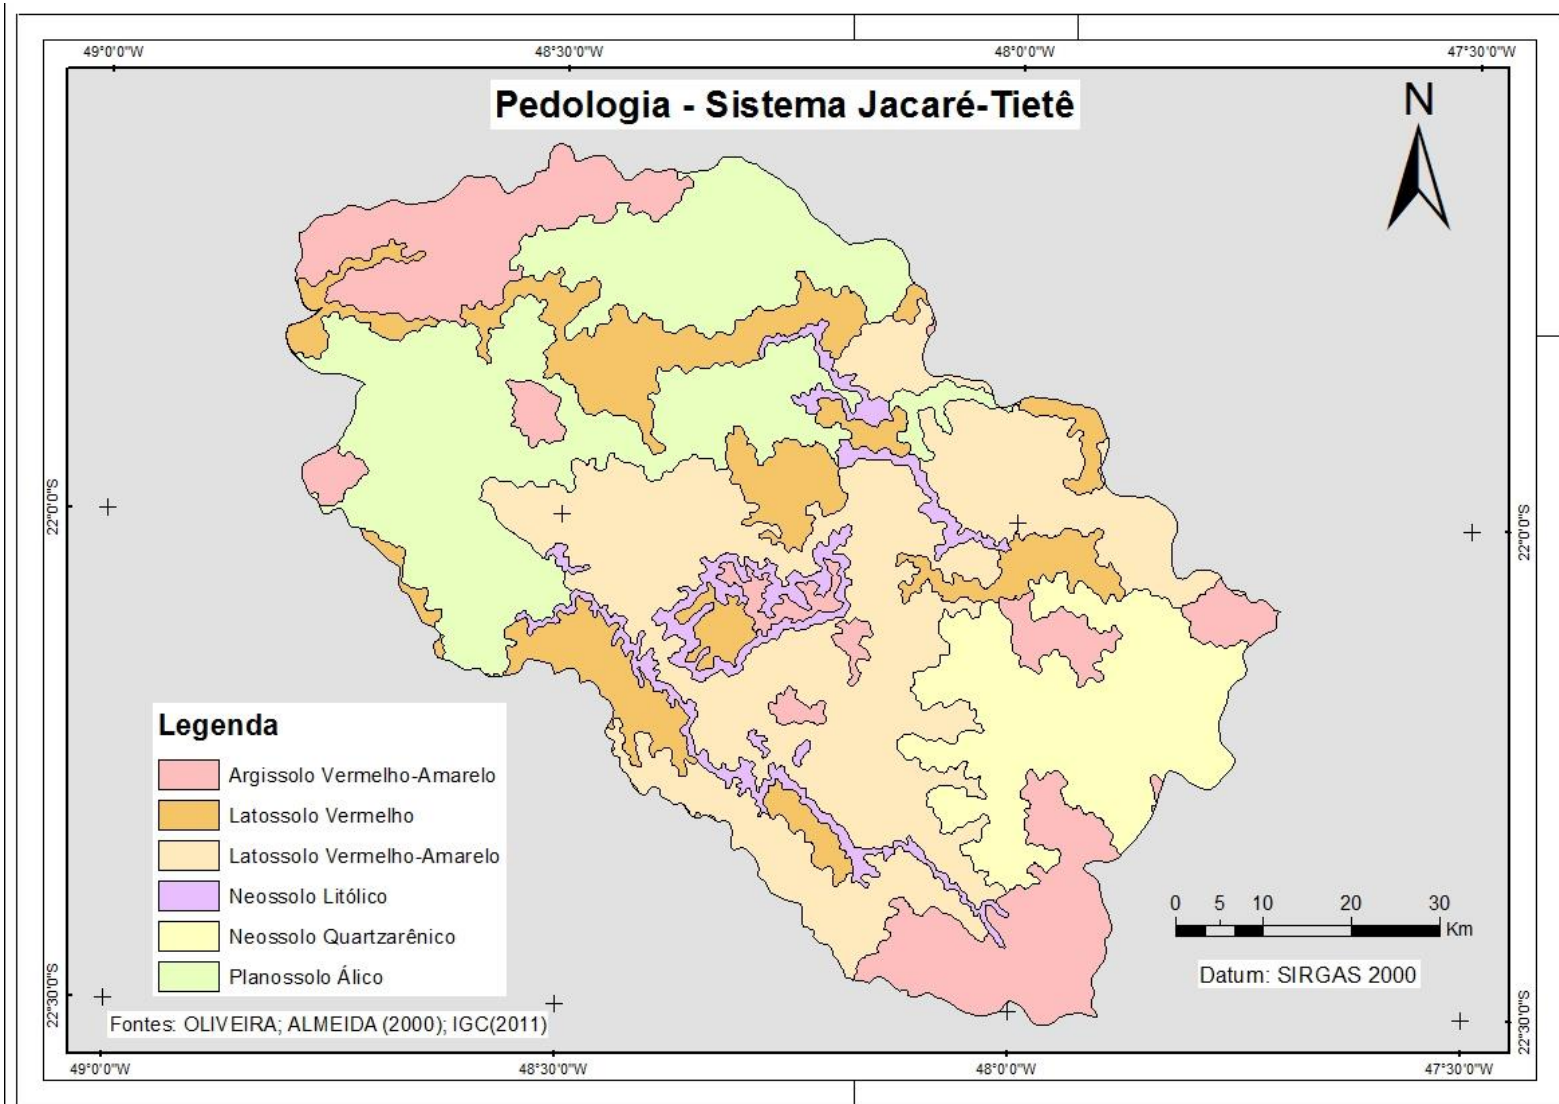 49°0'0"W
48°30'0"W
48°0'0"W
47°30'0"W
Pedologia - Sistema Jacaré-Tietê
N
22°0'0"S
22°0'0"S
Legenda
Argissolo Vermelho-Amarelo
Latossolo Vermelho
Latossolo Vermelho-Amarelo
Neossolo Litólico
Neossolo Quartzarênico
Planossolo Álico
0 5 10 20 30
Km
Datum: SIRGAS 2000
22°30'0"S
22°30'0"S
Fontes: OLIVEIRA; ALMEIDA (2000); IGC(2011)
49°0'0"W
48°30'0"W
48°0'0"W
47°30'0"W